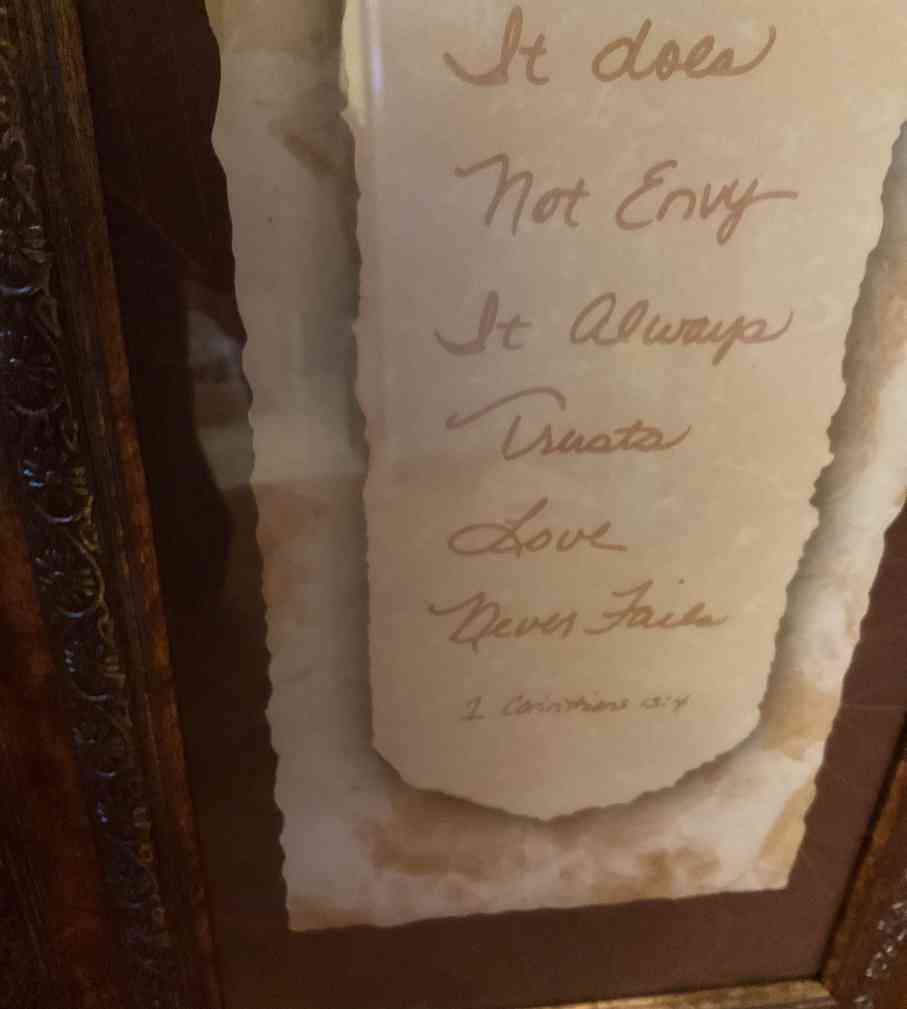 It does
Not Envy
It Always
Trusts
Love
Never Fails
1 Corinthians 13:4